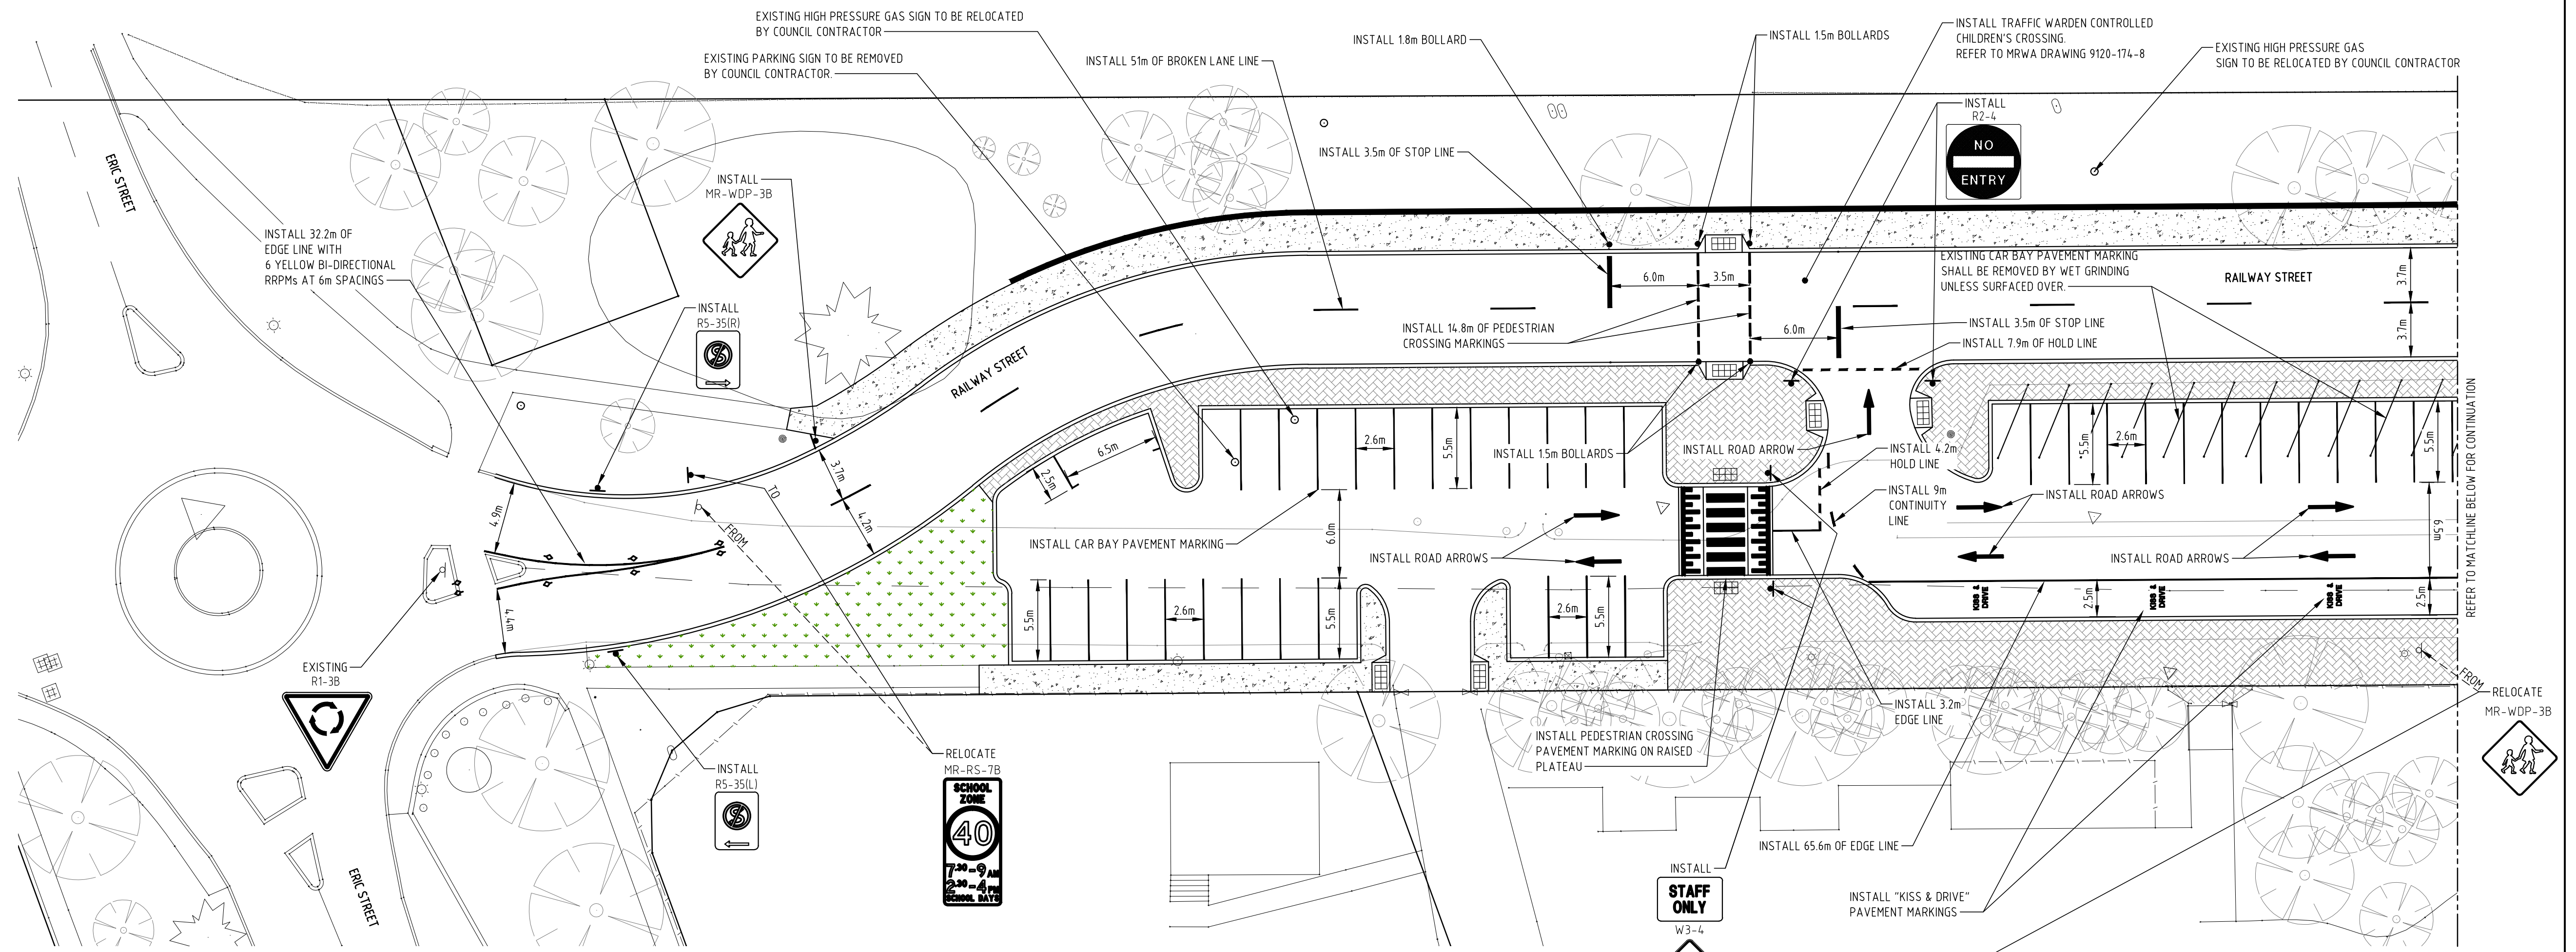 EXISTING HIGH PRESSURE GAS SIGN TO BE RELOCATED
BY COUNCIL CONTRACTOR
EXISTING PARKING SIGN TO BE REMOVED
BY COUNCIL CONTRACTOR.
INSTALL 51m OF BROKEN LANE LINE
INSTALL 1.8m BOLLARD
INSTALL 1.5m BOLLARDS
INSTALL TRAFFIC WARDEN CONTROLLED
CHILDREN'S CROSSING.
REFER TO MRWA DRAWING 9120-174-8
EXISTING HIGH PRESSURE GAS
SIGN TO BE RELOCATED BY COUNCIL CONTRACTOR
INSTALL
R2-4
NO
ENTRY
INSTALL 3.5m OF STOP LINE
ERIC STREET
INSTALL
MR-WDP-3B
INSTALL 32.2m OF
EDGE LINE WITH
6 YELLOW BI-DIRECTIONAL
RRPMs AT 6m SPACINGS
INSTALL
R5-35(R)
S
RAILWAY STREET
6.0m
3.5m
EXISTING CAR BAY PAVEMENT MARKING
SHALL BE REMOVED BY WET GRINDING
UNLESS SURFACED OVER.
RAILWAY STREET
3.7m
3.7m
INSTALL 14.8m OF PEDESTRIAN
CROSSING MARKINGS
6.0m
INSTALL 3.5m OF STOP LINE
INSTALL 7.9m OF HOLD LINE
REFER TO MATCHLINE BELOW FOR CONTINUATION
6.5m
2.5m
2.6m
5.5m
INSTALL 1.5m BOLLARDS
INSTALL ROAD ARROW
INSTALL 4.2m
HOLD LINE
5.5m
2.6m
5.5m
3.7m
4.2m
4.9m
TO
FROM
INSTALL 9m
CONTINUITY
LINE
INSTALL ROAD ARROWS
INSTALL CAR BAY PAVEMENT MARKING
6.0m
INSTALL ROAD ARROWS
INSTALL ROAD ARROWS
6.5m
4.4m
5.5m
2.6m
5.5m
2.6m
5.5m
KISS &
DRIVE
2.5m
KISS &
DRIVE
KISS &
DRIVE
2.5m
EXISTING
R1-3B
FROM
RELOCATE
MR-WDP-3B
INSTALL 3.2m
EDGE LINE
INSTALL PEDESTRIAN CROSSING
PAVEMENT MARKING ON RAISED
PLATEAU
RELOCATE
MR-RS-7B
SCHOOL
ZONE
40
7.30-9 AM
2.30-4 PM
SCHOOL DAYS
INSTALL
R5-35(L)
S
INSTALL 65.6m OF EDGE LINE
INSTALL
STAFF
ONLY
W3-4
INSTALL "KISS & DRIVE"
PAVEMENT MARKINGS
ERIC STREET